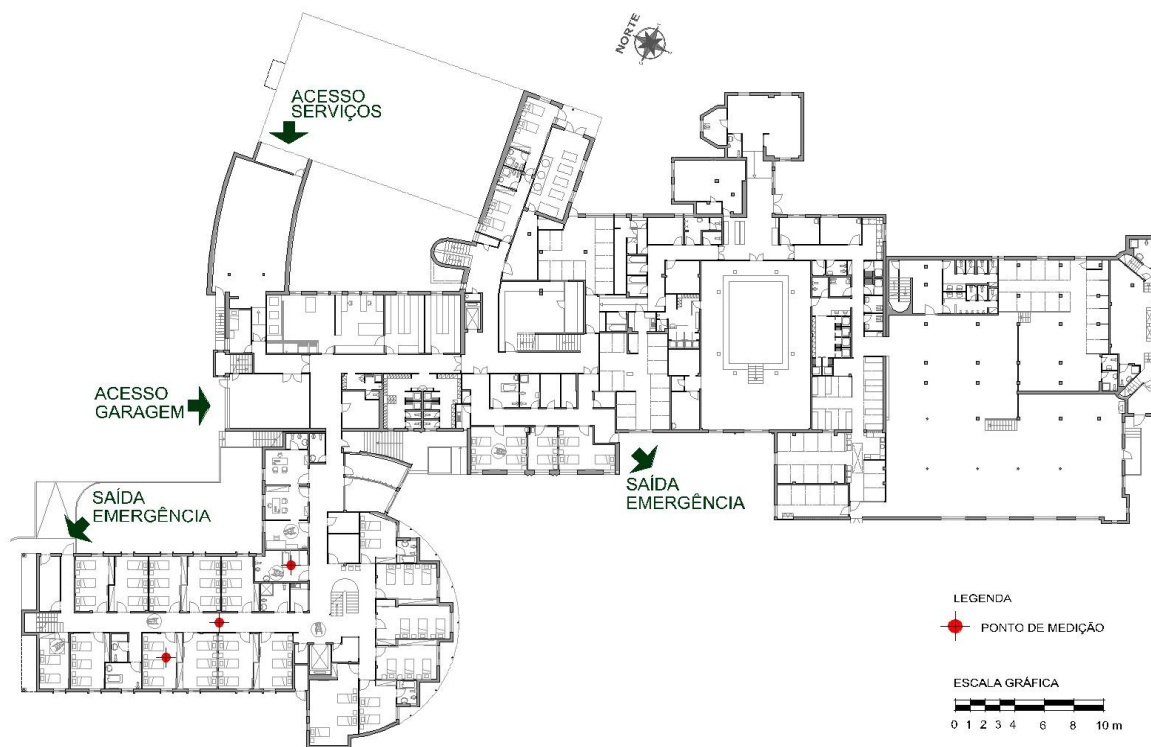 NORTE
ACESSO
SERVIÇOS
ACESSO
GARAGEM
SAÍDA
EMERGÊNCIA
SAÍDA
EMERGÊNCIA
LEGENDA
PONTO DE MEDIÇÃO
ESCALA GRÁFICA
0 1 2 3 4 6 8 10 m